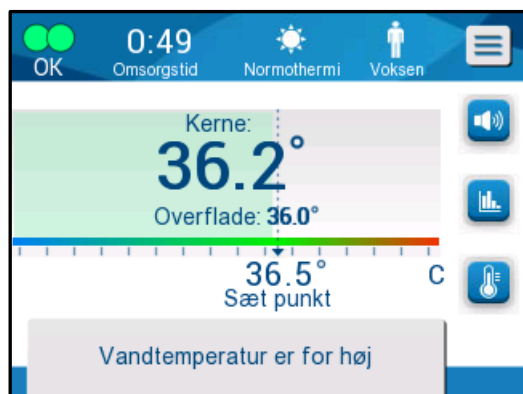 OK
0:49
Omsorgstid
Normothermi
Voksen
Kerne:
36.2°
Overflade: 36.0°
36.5°
C
Sæt punkt
Vandtemperatur er for høj